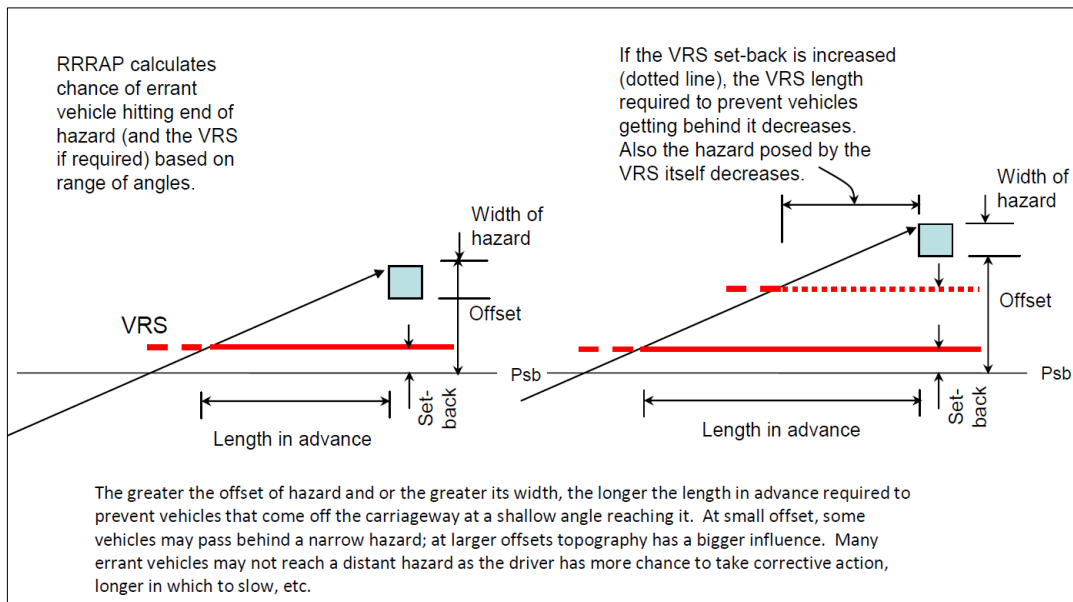 RRRAP calculates
chance of errant
vehicle hitting end of
hazard (and the VRS
if required) based on
range of angles.
If the VRS set-back is increased
(dotted line), the VRS length
required to prevent vehicles
getting behind it decreases.
Also the hazard posed by the
VRS itself decreases.
Width of
hazard
Width of
hazard
Offset
Offset
VRS
Psb
Psb
Set-
back
Set-
back
Length in advance
Length in advance
The greater the offset of hazard and or the greater its width, the longer the length in advance required to
prevent vehicles that come off the carriageway at a shallow angle reaching it. At small offset, some
vehicles may pass behind a narrow hazard; at larger offsets topography has a bigger influence. Many
errant vehicles may not reach a distant hazard as the driver has more chance to take corrective action,
longer in which to slow, etc.